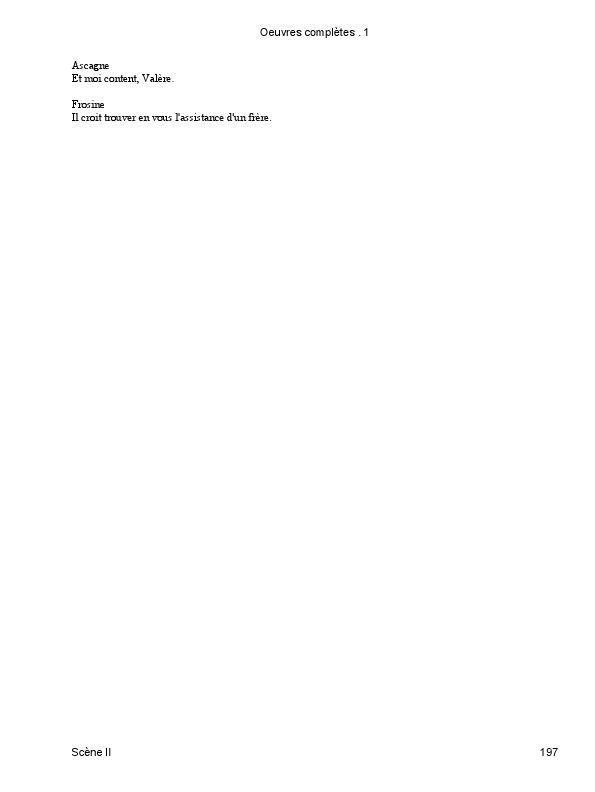 Oeuvres complètes . 1
Ascagne
Et moi content, Valère.
Frosine
Il croit trouver en vous l'assistance d'un frère.
Scène II
197